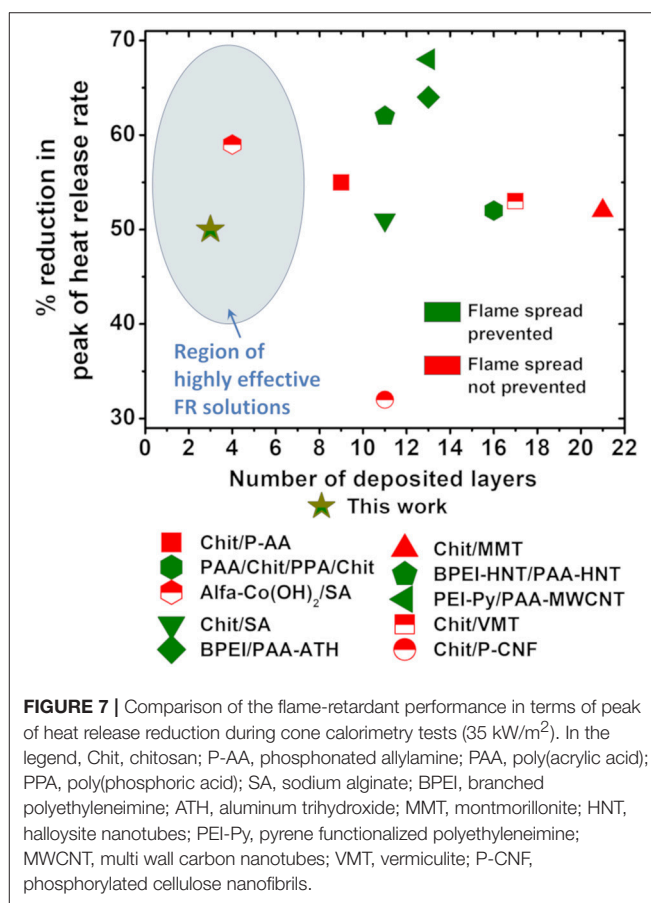 70
60
50
40
30
% reduction in
peak of heat release rate
Region of
highly effective
FR solutions
Flame spread
prevented
Flame spread
not prevented
0 2 4 6 8 10 12 14 16 18 20 22
Number of deposited layers
This work
Chit/P-AA
PAA/Chit/PPA/Chit
Alfa-Co(OH)₂/SA
Chit/SA
BPEI/PAA-ATH
Chit/MMT
BPEI-HNT/PAA-HNT
PEI-Py/PAA-MWCNT
Chit/VMT
Chit/P-CNF
FIGURE 7 | Comparison of the flame-retardant performance in terms of peak
of heat release reduction during cone calorimetry tests (35 kW/m²). In the
legend, Chit, chitosan; P-AA, phosphonated allylamine; PAA, poly(acrylic acid);
PPA, poly(phosphoric acid); SA, sodium alginate; BPEI, branched
polyethyleneimine; ATH, aluminum trihydroxide; MMT, montmorillonite; HNT,
halloysite nanotubes; PEI-Py, pyrene functionalized polyethyleneimine;
MWCNT, multi wall carbon nanotubes; VMT, vermiculite; P-CNF,
phosphorylated cellulose nanofibrils.